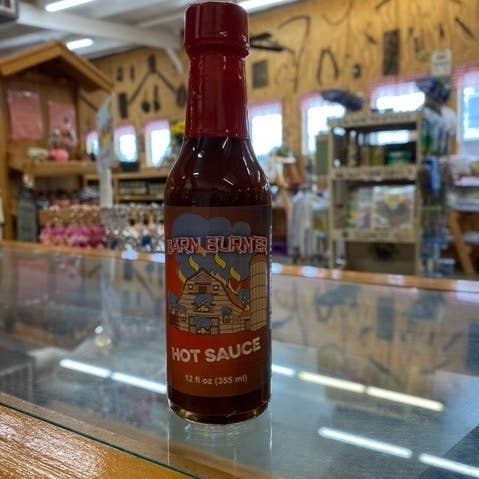 BARN BURNER
HOT SAUCE
12 fl oz (355 ml)